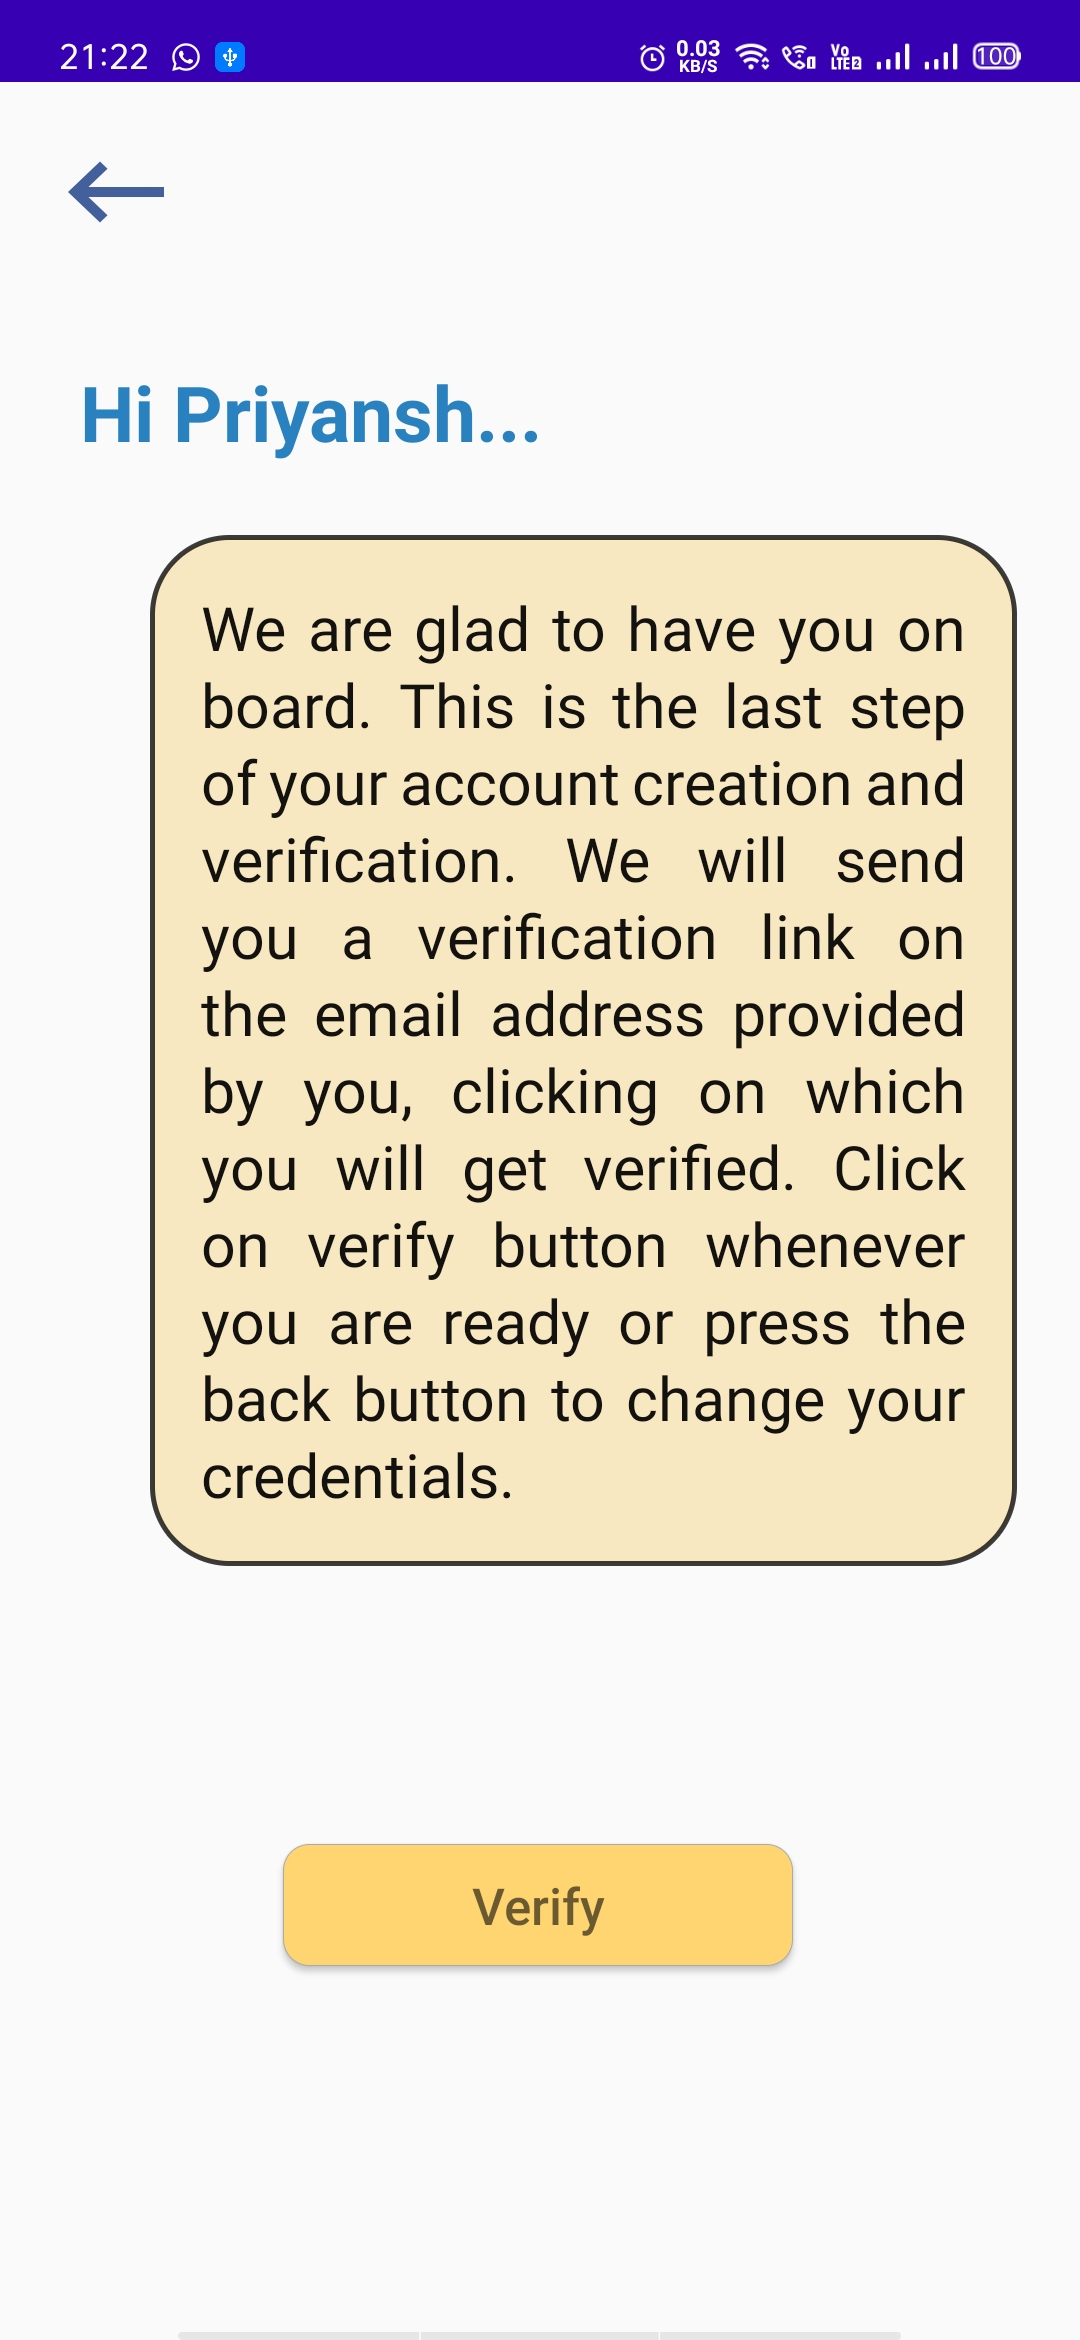 21:22 0.03 KB/S Vo LTE 2 100
Hi Priyansh...
We are glad to have you on
board. This is the last step
of your account creation and
verification. We will send
you a verification link on
the email address provided
by you, clicking on which
you will get verified. Click
on verify button whenever
you are ready or press the
back button to change your
credentials.
Verify